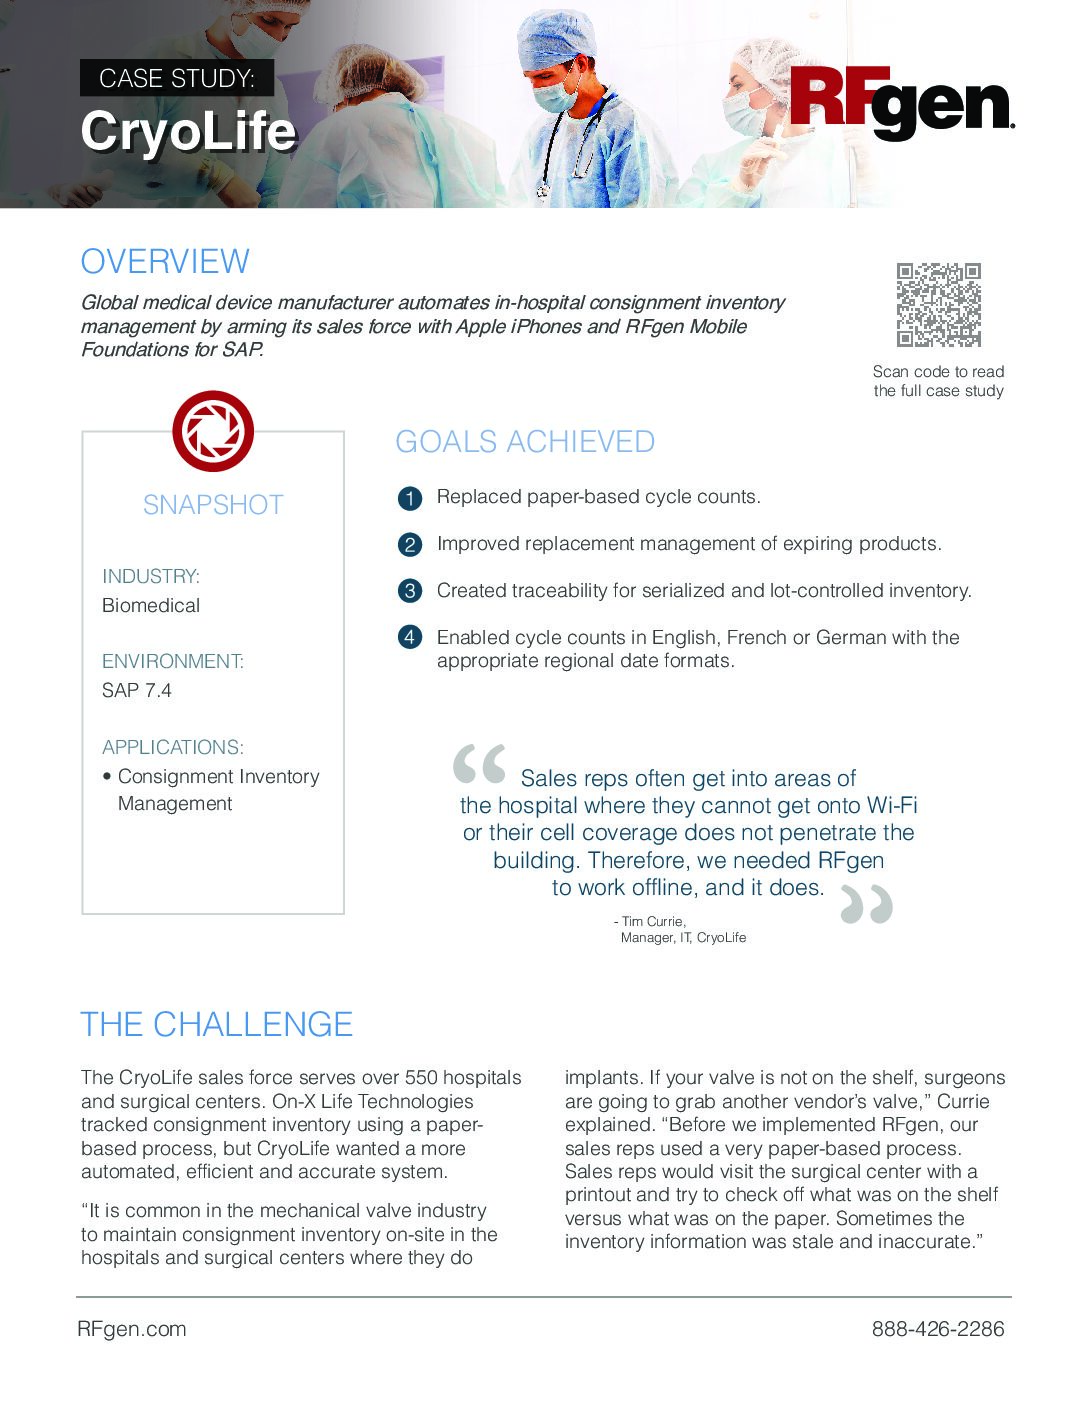 CASE STUDY:
CryoLife
RFgen.
OVERVIEW
Global medical device manufacturer automates in-hospital consignment inventory
management by arming its sales force with Apple iPhones and RFgen Mobile
Foundations for SAP.
Scan code to read
the full case study
SNAPSHOT
INDUSTRY:
Biomedical
ENVIRONMENT:
SAP 7.4
APPLICATIONS:
• Consignment Inventory
Management
GOALS ACHIEVED
1 Replaced paper-based cycle counts.
2 Improved replacement management of expiring products.
3 Created traceability for serialized and lot-controlled inventory.
4 Enabled cycle counts in English, French or German with the
appropriate regional date formats.
“ Sales reps often get into areas of
the hospital where they cannot get onto Wi-Fi
or their cell coverage does not penetrate the
building. Therefore, we needed RFgen
to work offline, and it does. ”
- Tim Currie,
Manager, IT, CryoLife
THE CHALLENGE
The CryoLife sales force serves over 550 hospitals
and surgical centers. On-X Life Technologies
tracked consignment inventory using a paper-
based process, but CryoLife wanted a more
automated, efficient and accurate system.
“It is common in the mechanical valve industry
to maintain consignment inventory on-site in the
hospitals and surgical centers where they do
implants. If your valve is not on the shelf, surgeons
are going to grab another vendor’s valve,” Currie
explained. “Before we implemented RFgen, our
sales reps used a very paper-based process.
Sales reps would visit the surgical center with a
printout and try to check off what was on the shelf
versus what was on the paper. Sometimes the
inventory information was stale and inaccurate.”
RFgen.com
888-426-2286